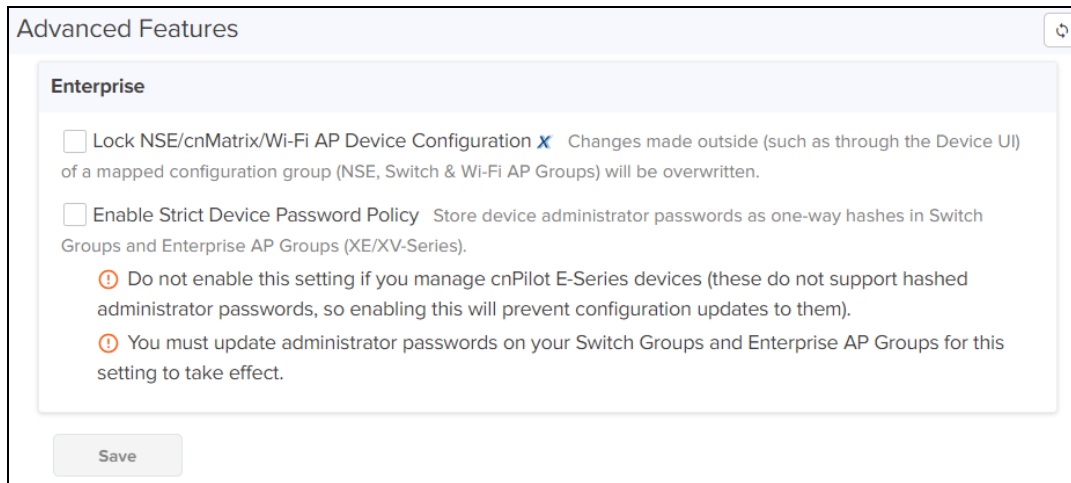 Advanced Features
Enterprise
Lock NSE/cnMatrix/Wi-Fi AP Device Configuration X Changes made outside (such as through the Device UI)
of a mapped configuration group (NSE, Switch & Wi-Fi AP Groups) will be overwritten.
Enable Strict Device Password Policy Store device administrator passwords as one-way hashes in Switch
Groups and Enterprise AP Groups (XE/XV-Series).
Do not enable this setting if you manage cnPilot E-Series devices (these do not support hashed
administrator passwords, so enabling this will prevent configuration updates to them).
You must update administrator passwords on your Switch Groups and Enterprise AP Groups for this
setting to take effect.
Save